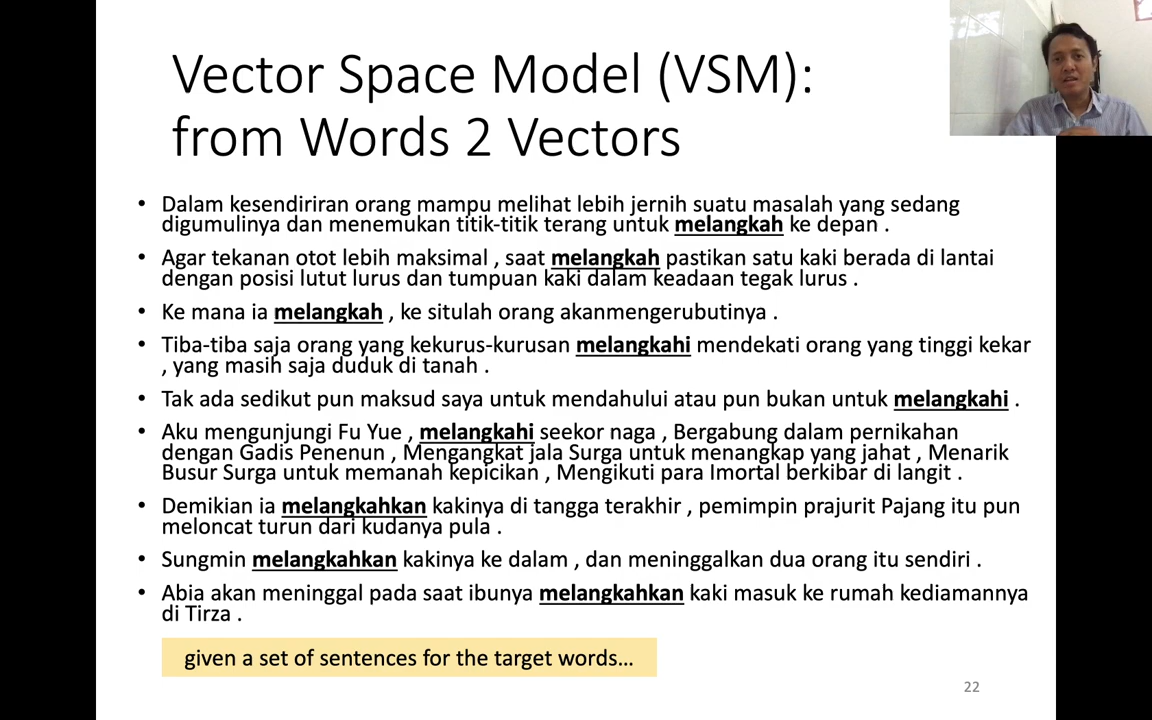 Vector Space Model (VSM):
from Words 2 Vectors
• Dalam kesendiriran orang mampu melihat lebih jernih suatu masalah yang sedang
digumulinya dan menemukan titik-titik terang untuk melangkah ke depan .
• Agar tekanan otot lebih maksimal , saat melangkah pastikan satu kaki berada di lantai
dengan posisi lutut lurus dan tumpuan kaki dalam keadaan tegak lurus .
• Ke mana ia melangkah , ke situlah orang akanmengerubutinya .
• Tiba-tiba saja orang yang kekurus-kurusan melangkahi mendekati orang yang tinggi kekar
, yang masih saja duduk di tanah .
• Tak ada sedikut pun maksud saya untuk mendahului atau pun bukan untuk melangkahi .
• Aku mengunjungi Fu Yue , melangkahi seekor naga , Bergabung dalam pernikahan
dengan Gadis Penenun , Mengangkat jala Surga untuk menangkap yang jahat , Menarik
Busur Surga untuk memanah kepicikan , Mengikuti para Imortal berkibar di langit .
• Demikian ia melangkahkan kakinya di tangga terakhir , pemimpin prajurit Pajang itu pun
meloncat turun dari kudanya pula .
• Sungmin melangkahkan kakinya ke dalam , dan meninggalkan dua orang itu sendiri .
• Abia akan meninggal pada saat ibunya melangkahkan kaki masuk ke rumah kediamannya
di Tirza .
given a set of sentences for the target words…
22